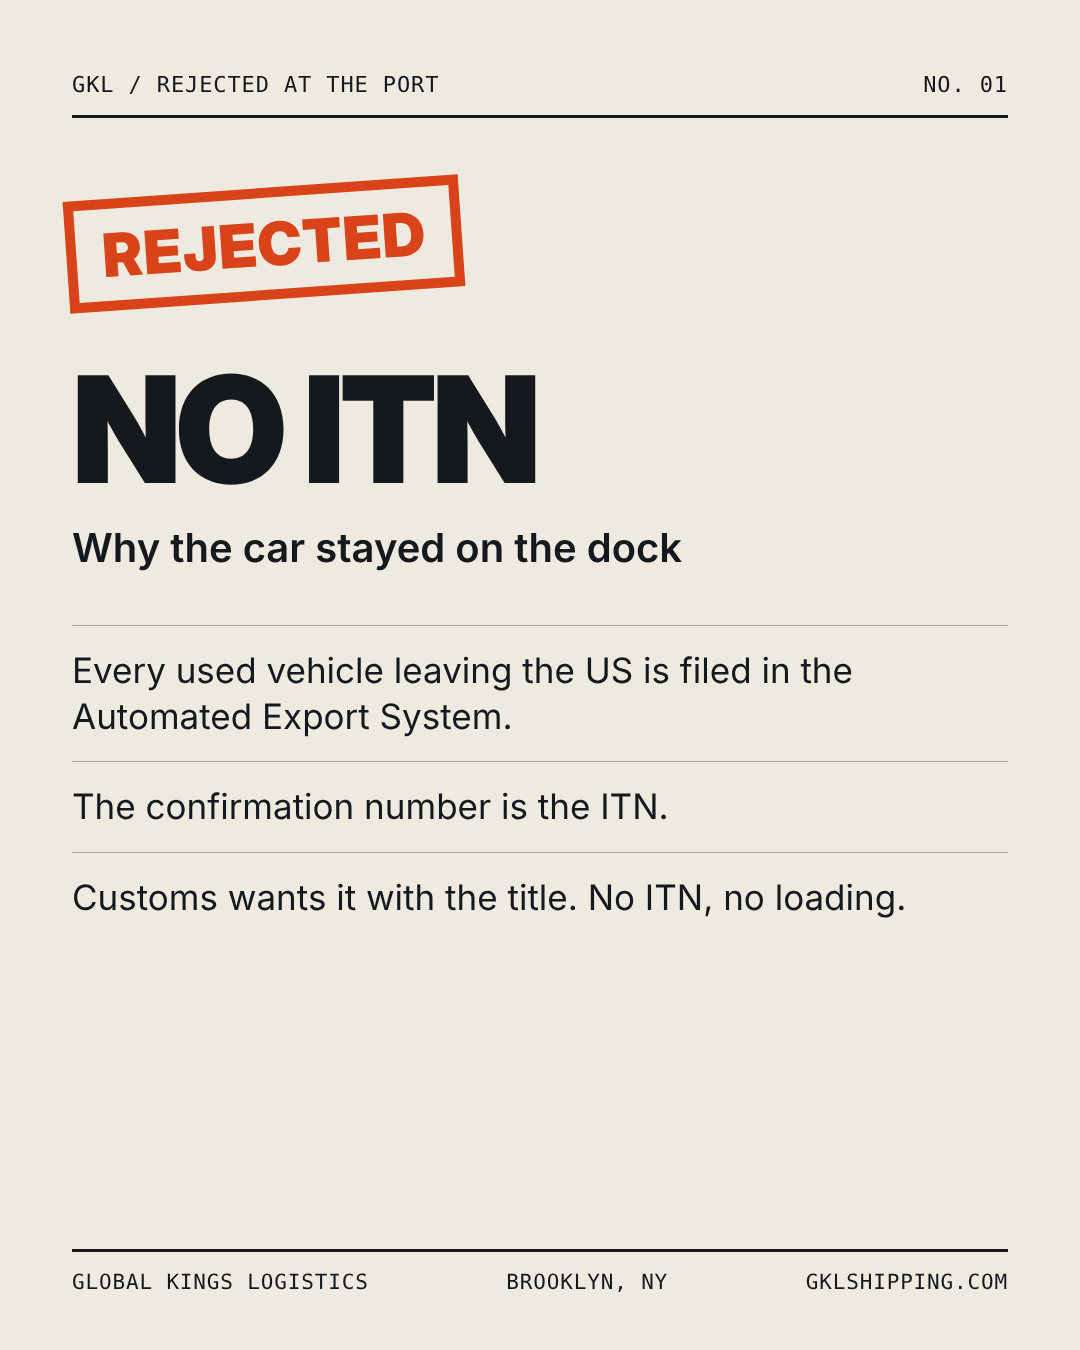 GKL / REJECTED AT THE PORT
NO. 01
REJECTED
NO ITN
Why the car stayed on the dock
Every used vehicle leaving the US is filed in the
Automated Export System.
The confirmation number is the ITN.
Customs wants it with the title. No ITN, no loading.
GLOBAL KINGS LOGISTICS
BROOKLYN, NY
GKLSHIPPING.COM